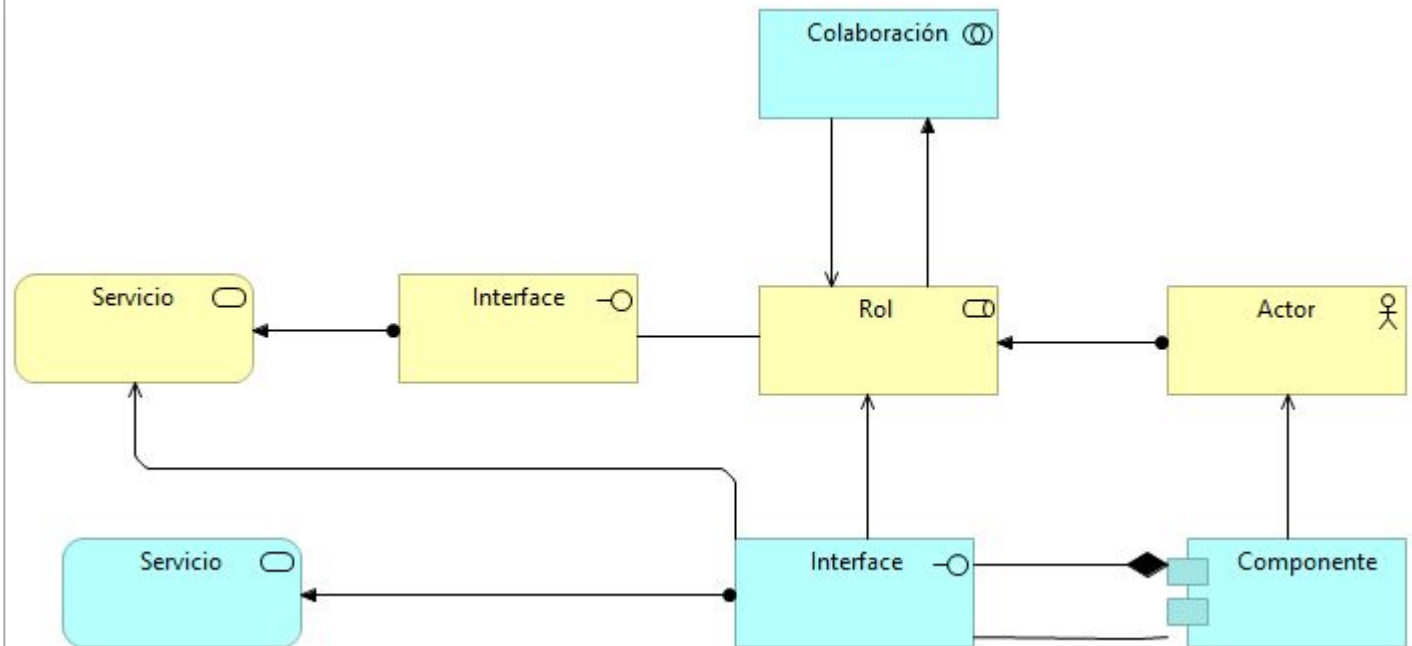 Colaboración
Servicio
Interface
Rol
Actor
Servicio
Interface
Componente